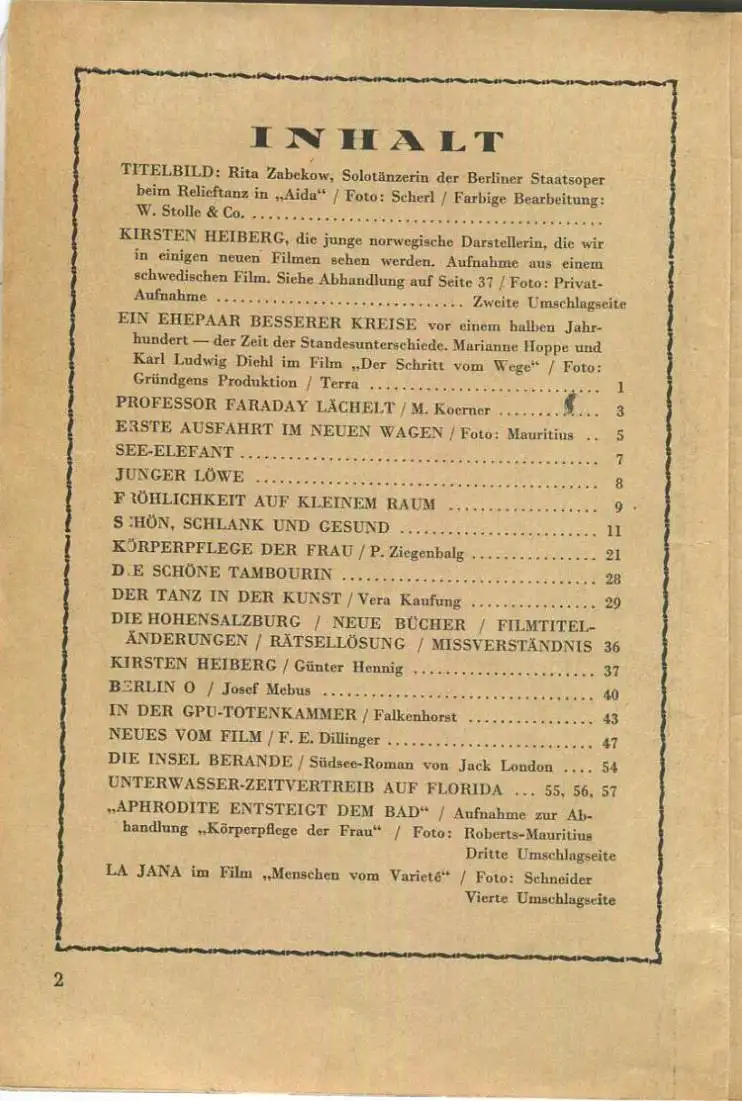 INHALT
TITELBILD: Rita Zabekow, Solotänzerin der Berliner Staatsoper
beim Relieftanz in „Aida“ / Foto: Scherl / Farbige Bearbeitung:
W. Stolle & Co. ........................................
KIRSTEN HEIBERG, die junge norwegische Darstellerin, die wir
in einigen neuen Filmen sehen werden. Aufnahme aus einem
schwedischen Film. Siehe Abhandlung auf Seite 37 / Foto: Privat-
Aufnahme .............................. Zweite Umschlagseite
EIN EHEPAAR BESSERER KREISE vor einem halben Jahr-
hundert — der Zeit der Standesunterschiede. Marianne Hoppe und
Karl Ludwig Diehl im Film „Der Schritt vom Wege“ / Foto:
Gründgens Produktion / Terra ............................ 1
PROFESSOR FARADAY LÄCHELT / M. Koerner ............ 3
ERSTE AUSFAHRT IM NEUEN WAGEN / Foto: Mauritius .. 5
SEE-ELEFANT ............................................ 7
JUNGER LÖWE .......................................... 8
FRÖHLICHKEIT AUF KLEINEM RAUM .................. 9
SCHÖN, SCHLANK UND GESUND ........................ 11
KÖRPERPFLEGE DER FRAU / P. Ziegenbalg ............... 21
DIE SCHÖNE TAMBOURIN ............................... 28
DER TANZ IN DER KUNST / Vera Kaufung ............... 29
DIE HOHENSALZBURG / NEUE BÜCHER / FILMTITEL-
ÄNDERUNGEN / RÄTSELLÖSUNG / MISSVERSTÄNDNIS 36
KIRSTEN HEIBERG / Günter Hennig ...................... 37
BERLIN O / Josef Mebus ................................. 40
IN DER GPU-TOTENKAMMER / Falkenhorst ............... 43
NEUES VOM FILM / F. E. Dillinger ......................... 47
DIE INSEL BERANDE / Südsee-Roman von Jack London .... 54
UNTERWASSER-ZEITVERTREIB AUF FLORIDA ... 55, 56, 57
„APHRODITE ENTSTEIGT DEM BAD“ / Aufnahme zur Ab-
handlung „Körperpflege der Frau“ / Foto: Roberts-Mauritius
Dritte Umschlagseite
LA JANA im Film „Menschen vom Varieté“ / Foto: Schneider
Vierte Umschlagseite
2